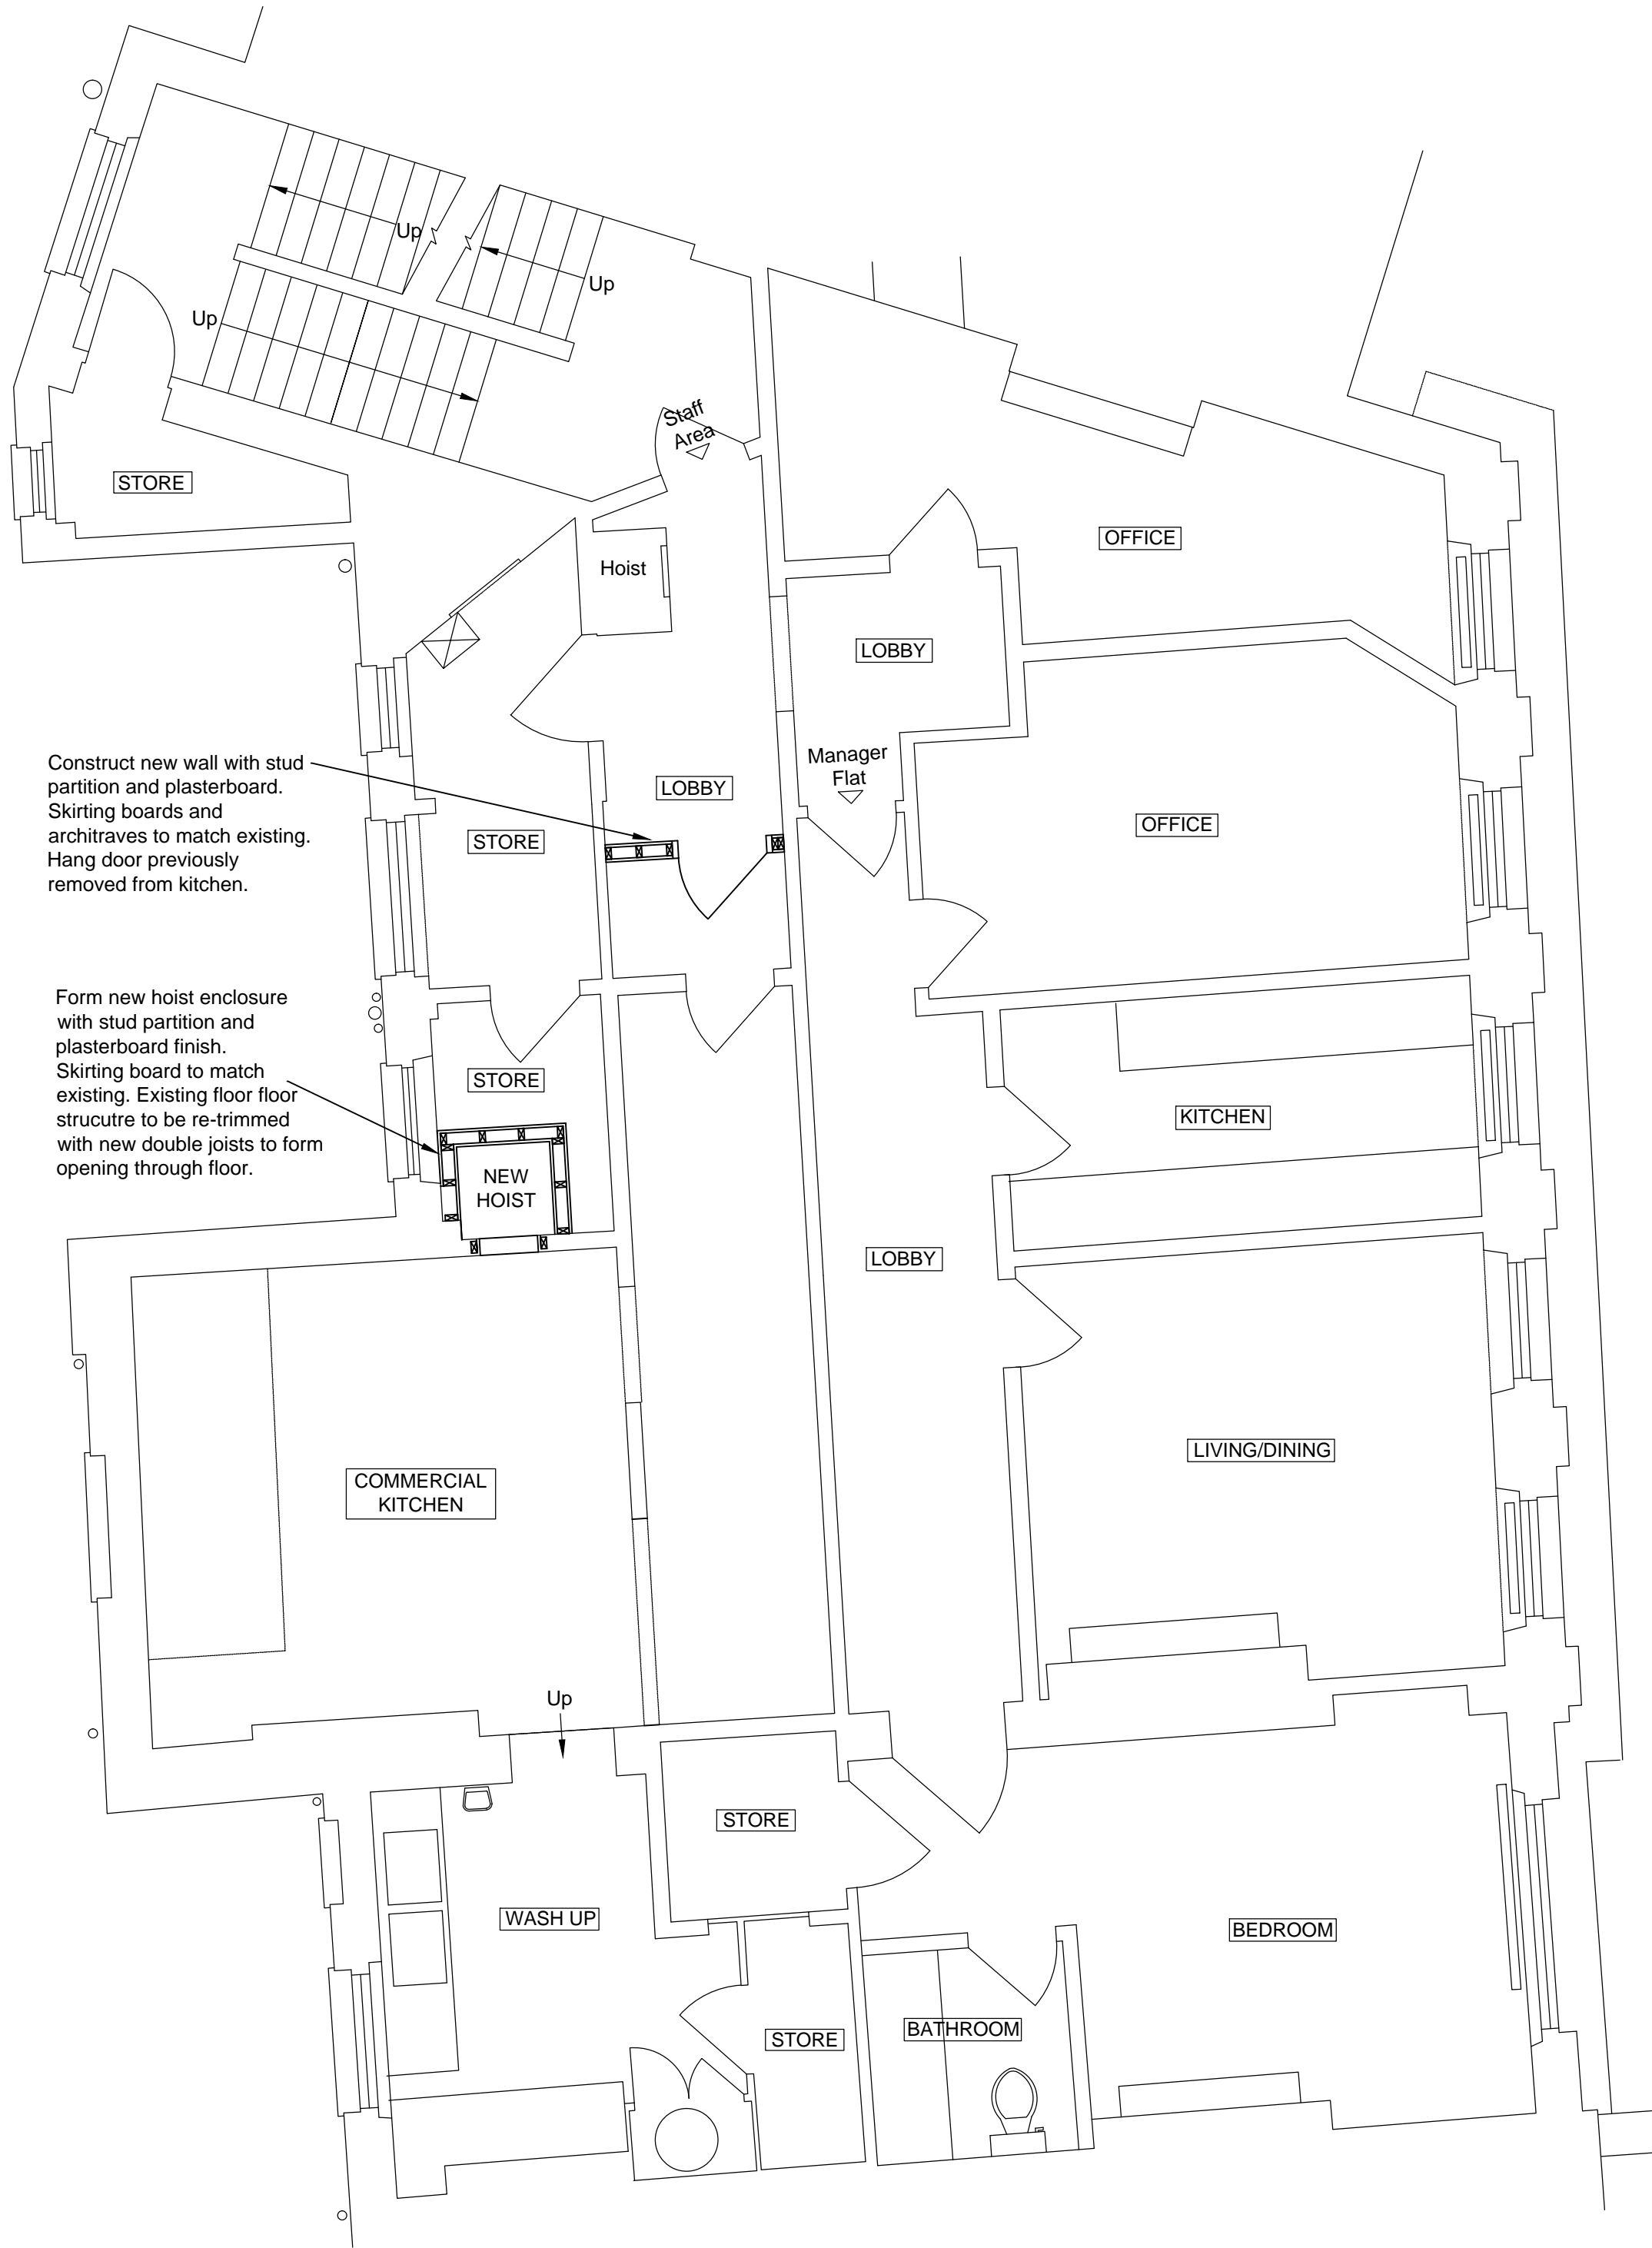 Up
Up
Up
Staff
Area
STORE
OFFICE
Hoist
LOBBY
Manager
Flat
Construct new wall with stud
partition and plasterboard.
Skirting boards and
architraves to match existing.
Hang door previously
removed from kitchen.
LOBBY
STORE
OFFICE
Form new hoist enclosure
with stud partition and
plasterboard finish.
Skirting board to match
existing. Existing floor floor
strucutre to be re-trimmed
with new double joists to form
opening through floor.
STORE
KITCHEN
NEW
HOIST
LOBBY
LIVING/DINING
COMMERCIAL
KITCHEN
Up
STORE
WASH UP
BEDROOM
STORE
BATHROOM